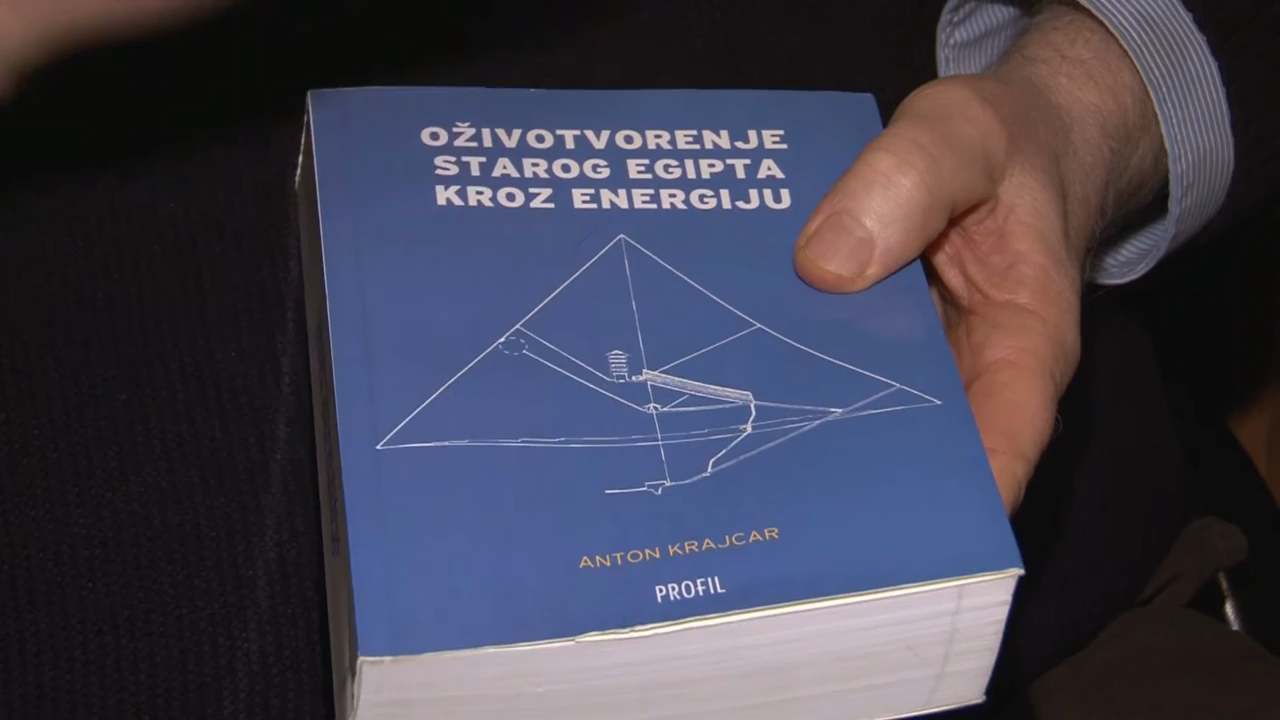 OŽIVOTVORENJE
STAROG EGIPTA
KROZ ENERGIJU
ANTON KRAJCAR
PROFIL